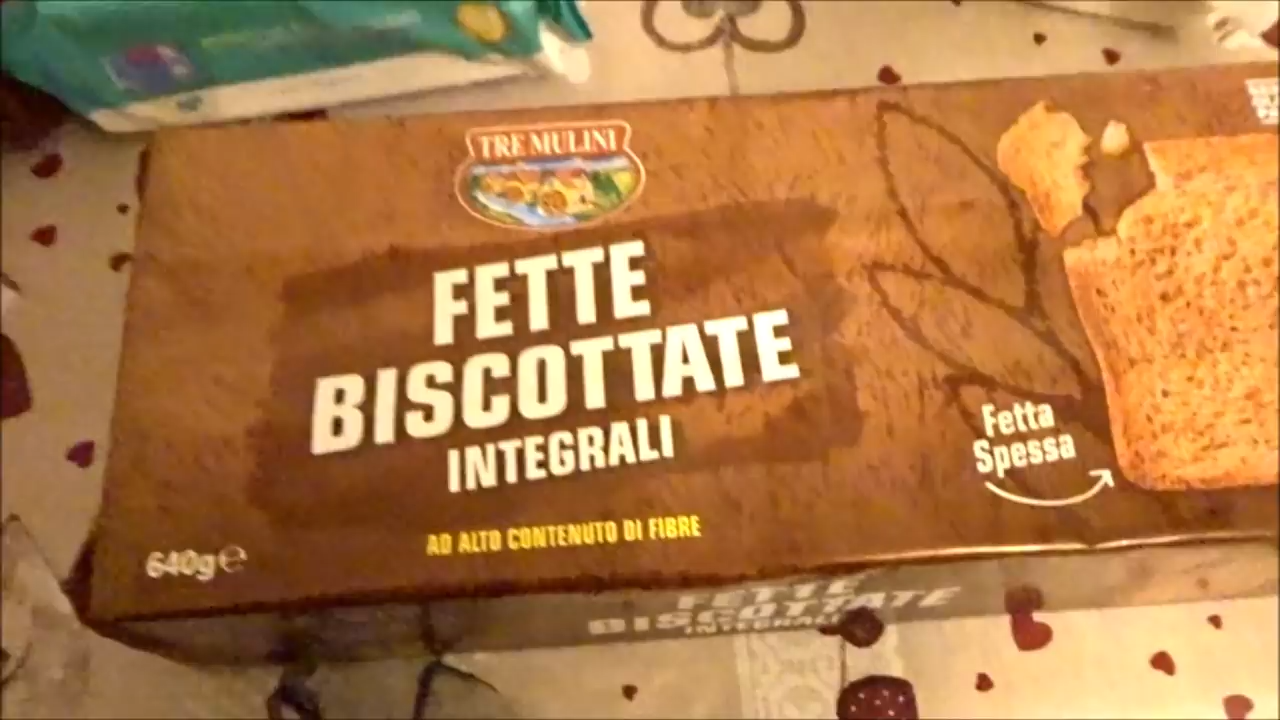 TRE MULINI
FETTE
BISCOTTATE
INTEGRALI
AD ALTO CONTENUTO DI FIBRE
640g e
Fetta
Spessa
FETTE
BISCOTTATE
INTEGRALI